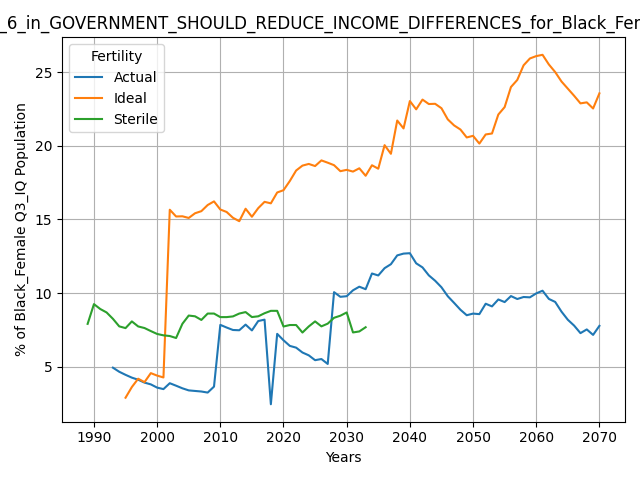 _6_in_GOVERNMENT_SHOULD_REDUCE_INCOME_DIFFERENCES_for_Black_Fem
Fertility
Actual
Ideal
Sterile
% of Black_Female Q3_IQ Population
25
20
15
10
5
1990 2000 2010 2020 2030 2040 2050 2060 2070
Years